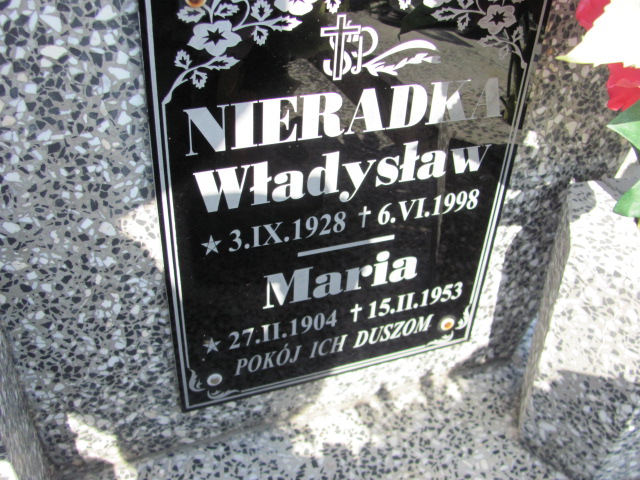 NIERADKA
Władysław
★ 3.IX.1928 † 6.VI.1998
Maria
★ 27.II.1904 † 15.II.1953
POKÓJ ICH DUSZOM